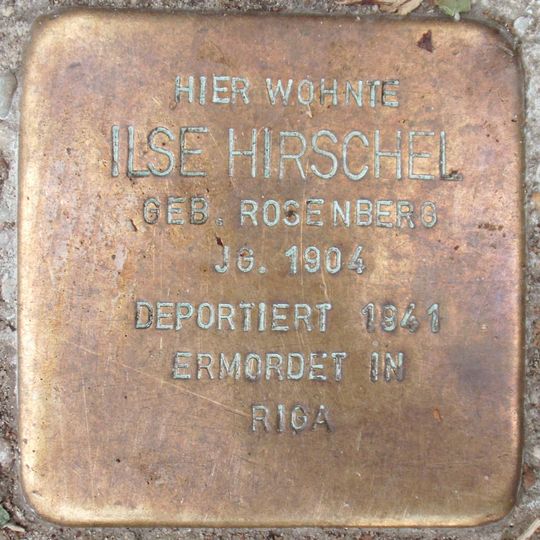 HIER WOHNTE
ILSE HIRSCHEL
GEB. ROSENBERG
JG. 1904
DEPORTIERT 1941
ERMORDET IN
RIGA